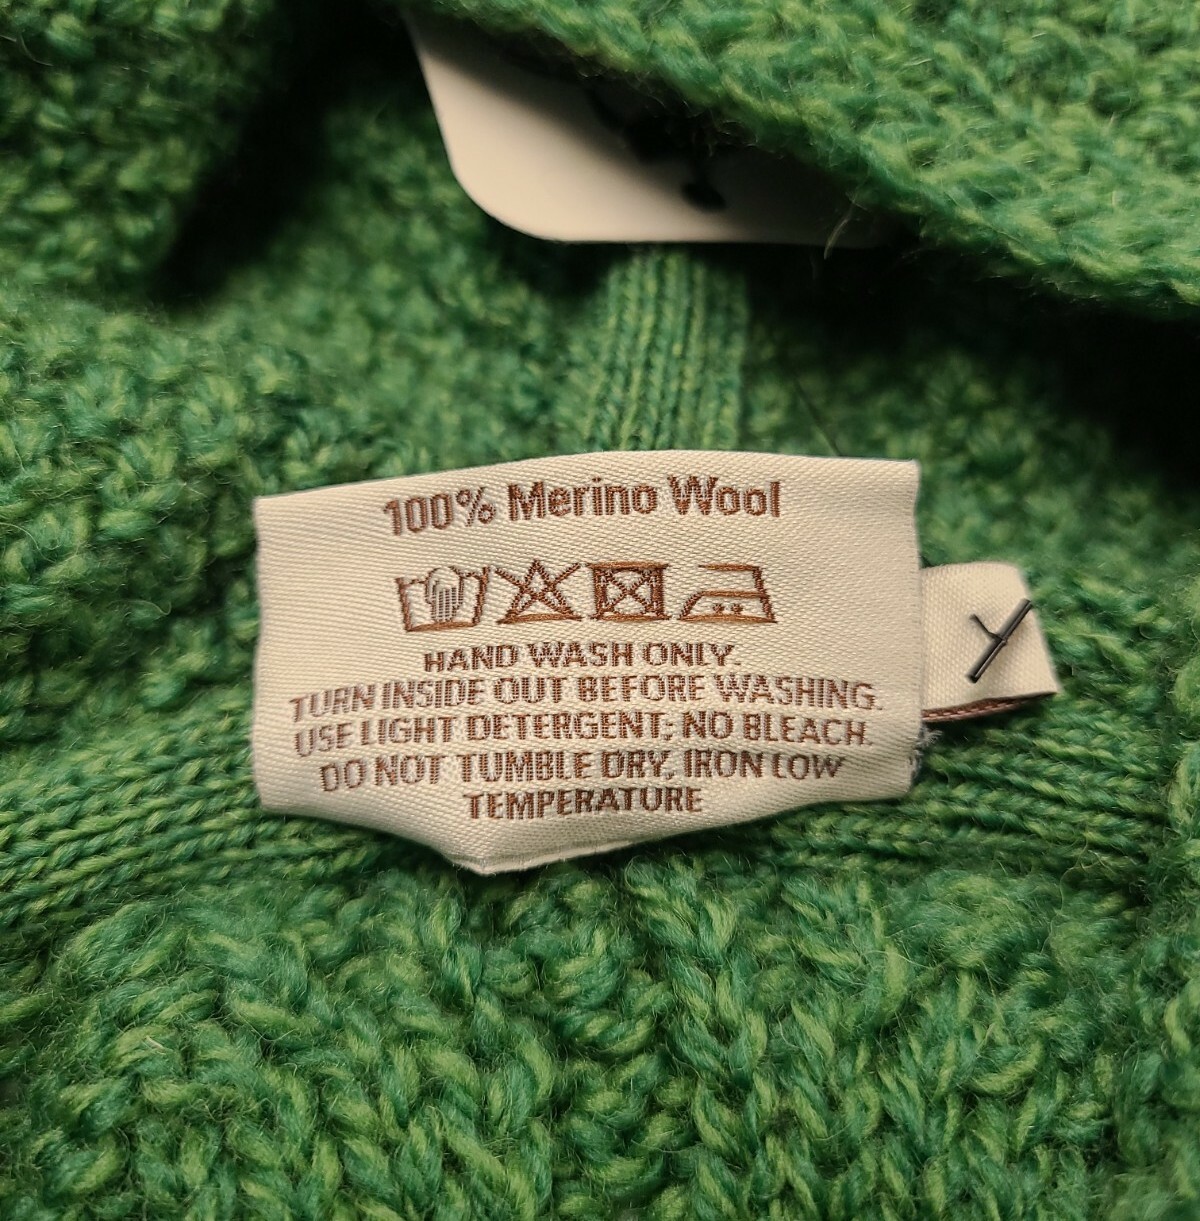 100% Merino Wool
HAND WASH ONLY.
TURN INSIDE OUT BEFORE WASHING.
USE LIGHT DETERGENT; NO BLEACH.
DO NOT TUMBLE DRY, IRON LOW
TEMPERATURE